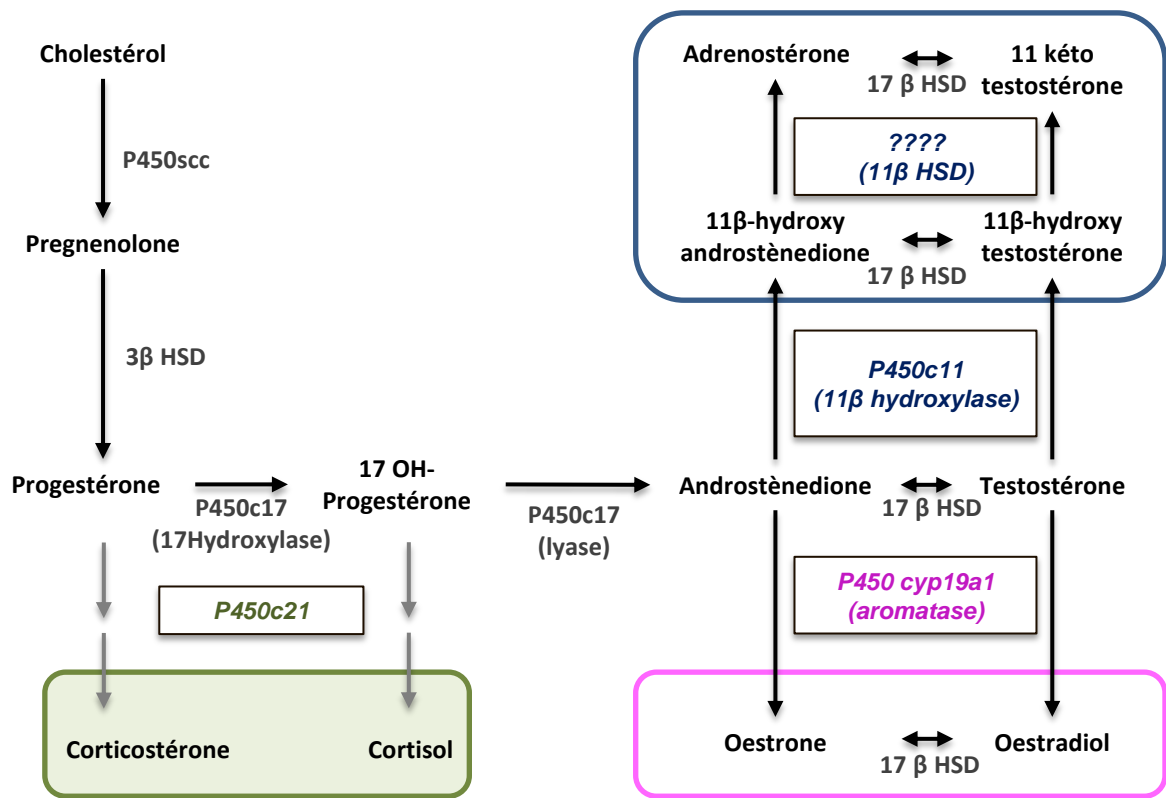 Cholestérol
P450scc
Pregnenolone
3β HSD
Progestérone
P450c17
(17Hydroxylase)
17 OH-
Progestérone
P450c17
(lyase)
P450c21
Corticostérone
Cortisol
Adrenostérone
17 β HSD
11 kéto
testostérone
????
(11β HSD)
11β-hydroxy
andros­tènedione
17 β HSD
11β-hydroxy
testostérone
P450c11
(11β hydroxylase)
Androstènedione
17 β HSD
Testostérone
P450 cyp19a1
(aromatase)
Oestrone
17 β HSD
Oestradiol